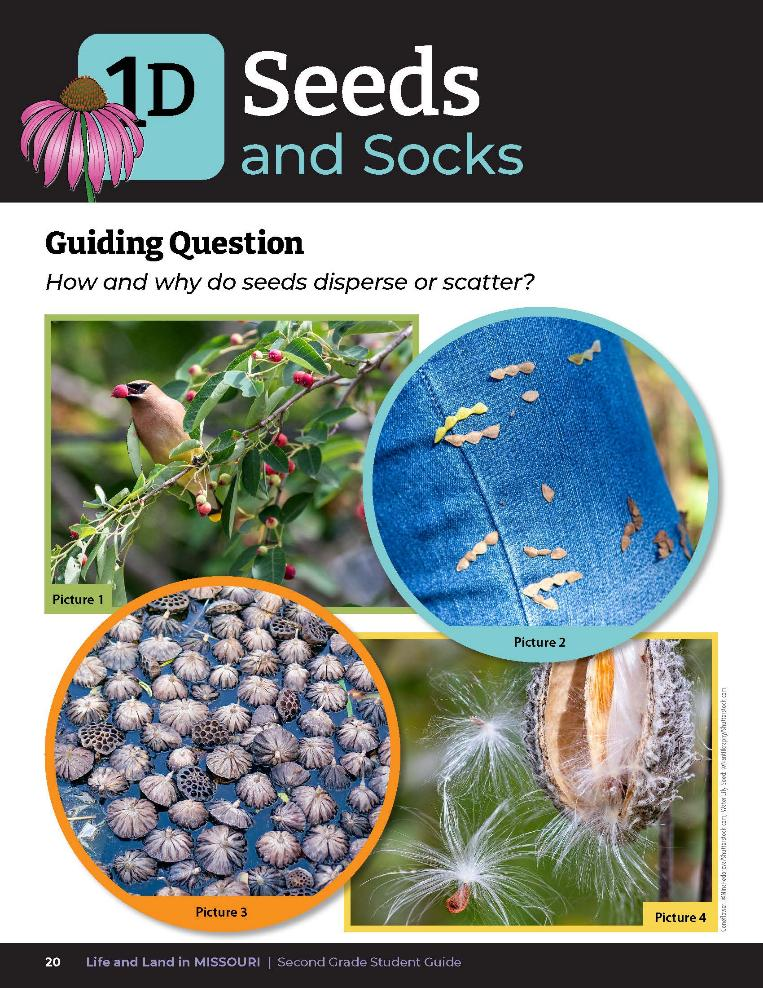 1D
Seeds
and Socks
Guiding Question
How and why do seeds disperse or scatter?
Picture 1
Picture 2
Picture 3
Picture 4
20 Life and Land in MISSOURI | Second Grade Student Guide